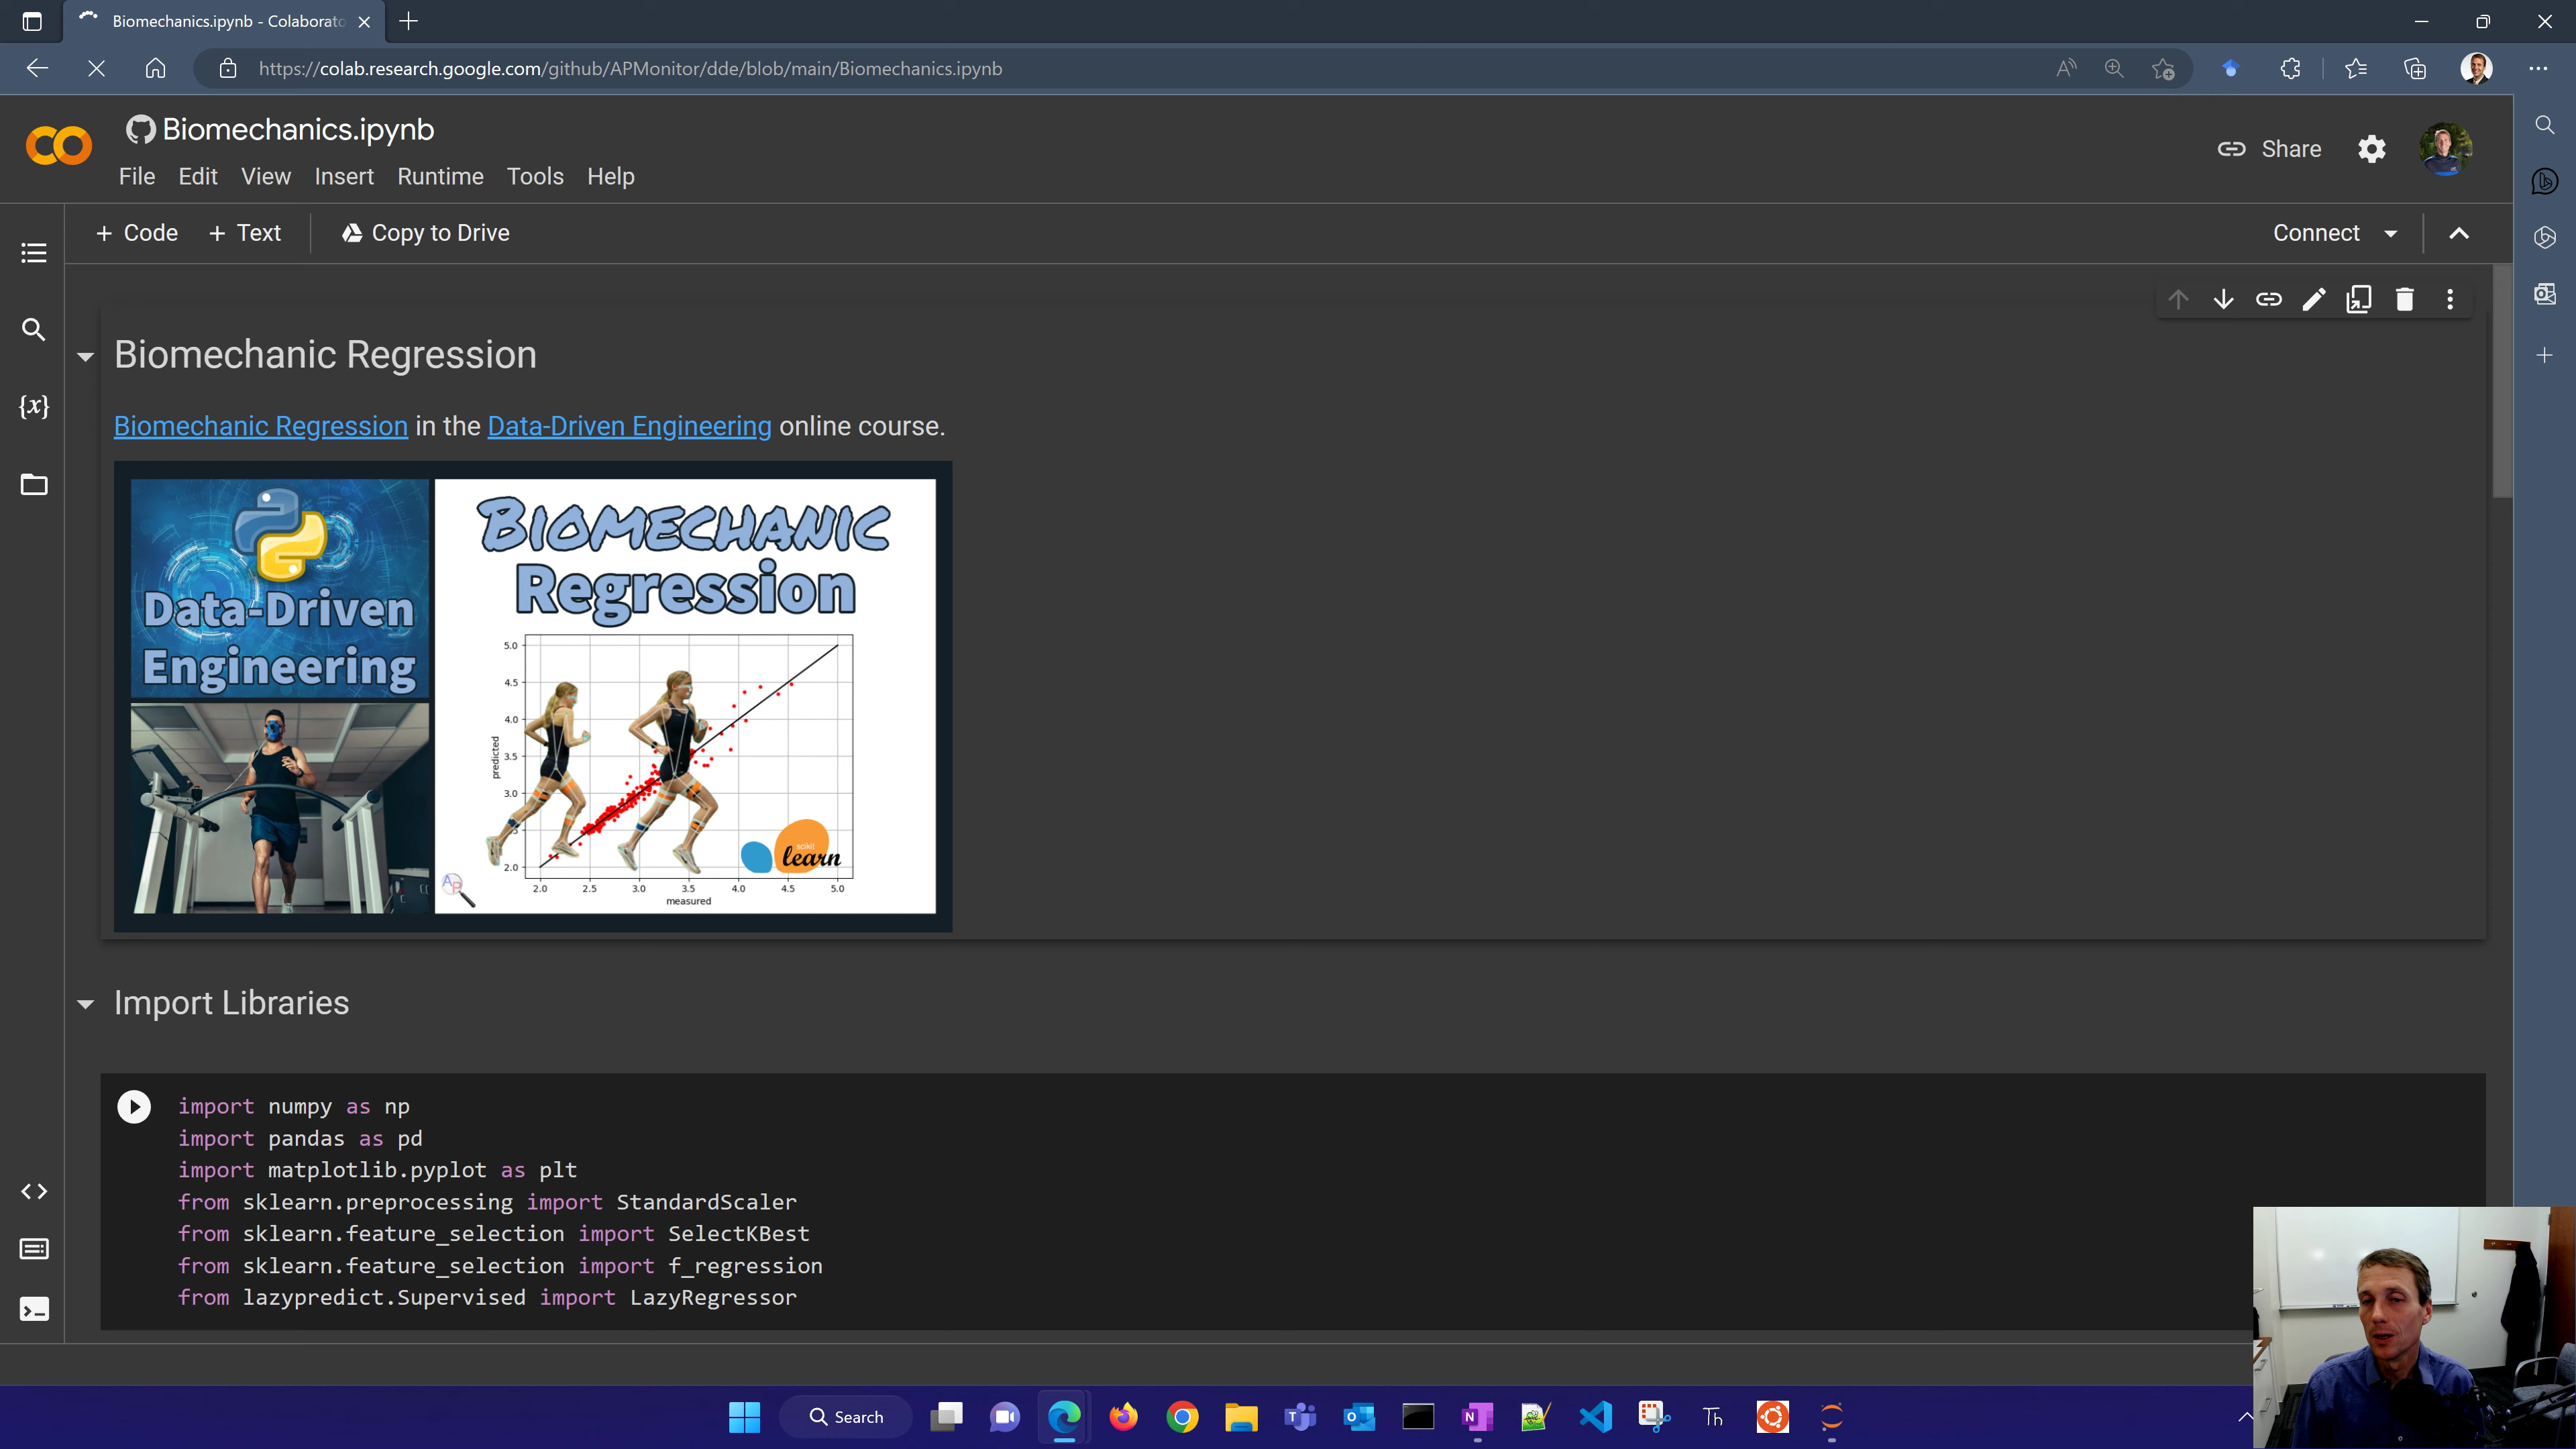 Biomechanics.ipynb - Colaborato
https://colab.research.google.com/github/APMonitor/dde/blob/main/Biomechanics.ipynb
Biomechanics.ipynb
File Edit View Insert Runtime Tools Help
Share
+ Code + Text Copy to Drive
Connect
{x}
Biomechanic Regression
Biomechanic Regression in the Data-Driven Engineering online course.
Data-Driven
Engineering
BIOMECHANIC
Regression
5.0
4.5
4.0
3.5
3.0
2.0
predicted
2.0 2.5 3.0 3.5 4.0 4.5 5.0
measured
scikit
learn
AP
Import Libraries
import numpy as np
import pandas as pd
import matplotlib.pyplot as plt
from sklearn.preprocessing import StandardScaler
from sklearn.feature_selection import SelectKBest
from sklearn.feature_selection import f_regression
from lazypredict.Supervised import LazyRegressor
Search
Th